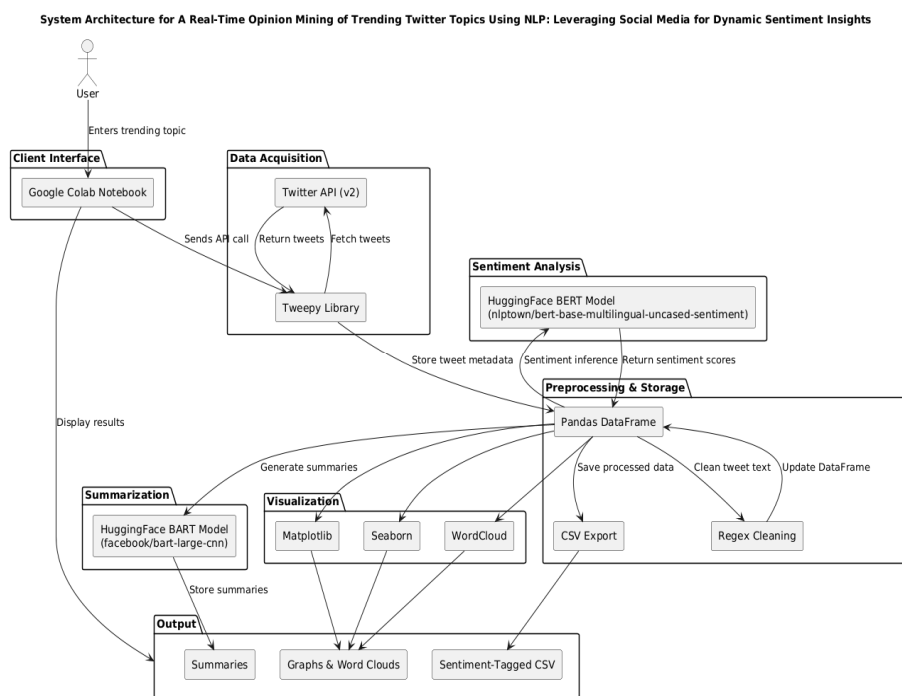 System Architecture for A Real-Time Opinion Mining of Trending Twitter Topics Using NLP: Leveraging Social Media for Dynamic Sentiment Insights
User
Enters trending topic
Client Interface
Google Colab Notebook
Data Acquisition
Twitter API (v2)
Sends API call
Return tweets
Fetch tweets
Tweepy Library
Sentiment Analysis
HuggingFace BERT Model
(nlptown/bert-base-multilingual-uncased-sentiment)
Store tweet metadata
Sentiment inference
Return sentiment scores
Preprocessing & Storage
Pandas DataFrame
Display results
Generate summaries
Save processed data
Clean tweet text
Update DataFrame
Summarization
HuggingFace BART Model
(facebook/bart-large-cnn)
Visualization
Matplotlib
Seaborn
WordCloud
CSV Export
Regex Cleaning
Store summaries
Output
Summaries
Graphs & Word Clouds
Sentiment-Tagged CSV